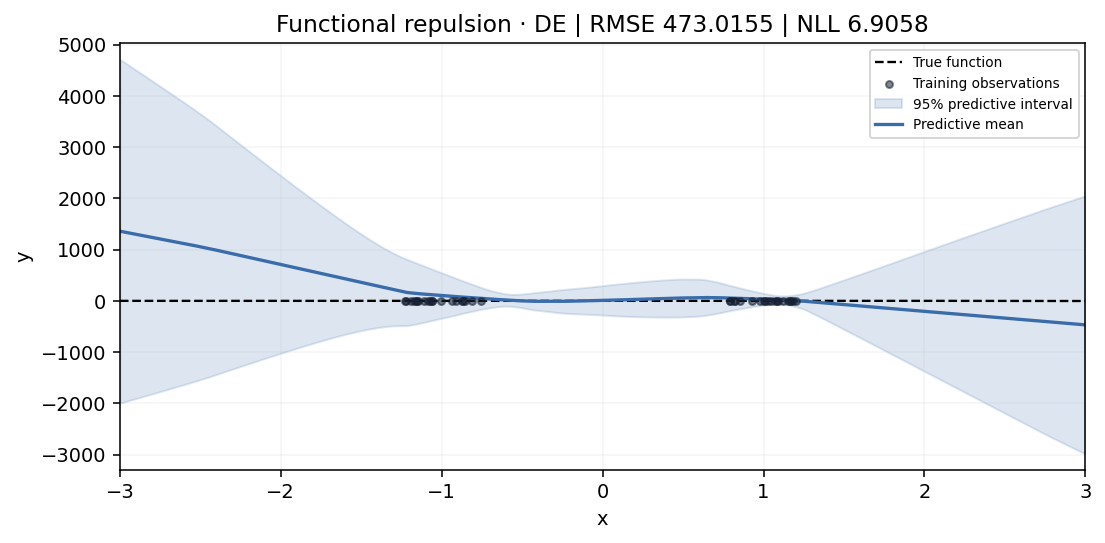 Functional repulsion · DE | RMSE 473.0155 | NLL 6.9058
5000
4000
3000
2000
1000
0
−1000
−2000
−3000
y
True function
Training observations
95% predictive interval
Predictive mean
−3
−2
−1
0
1
2
3
x